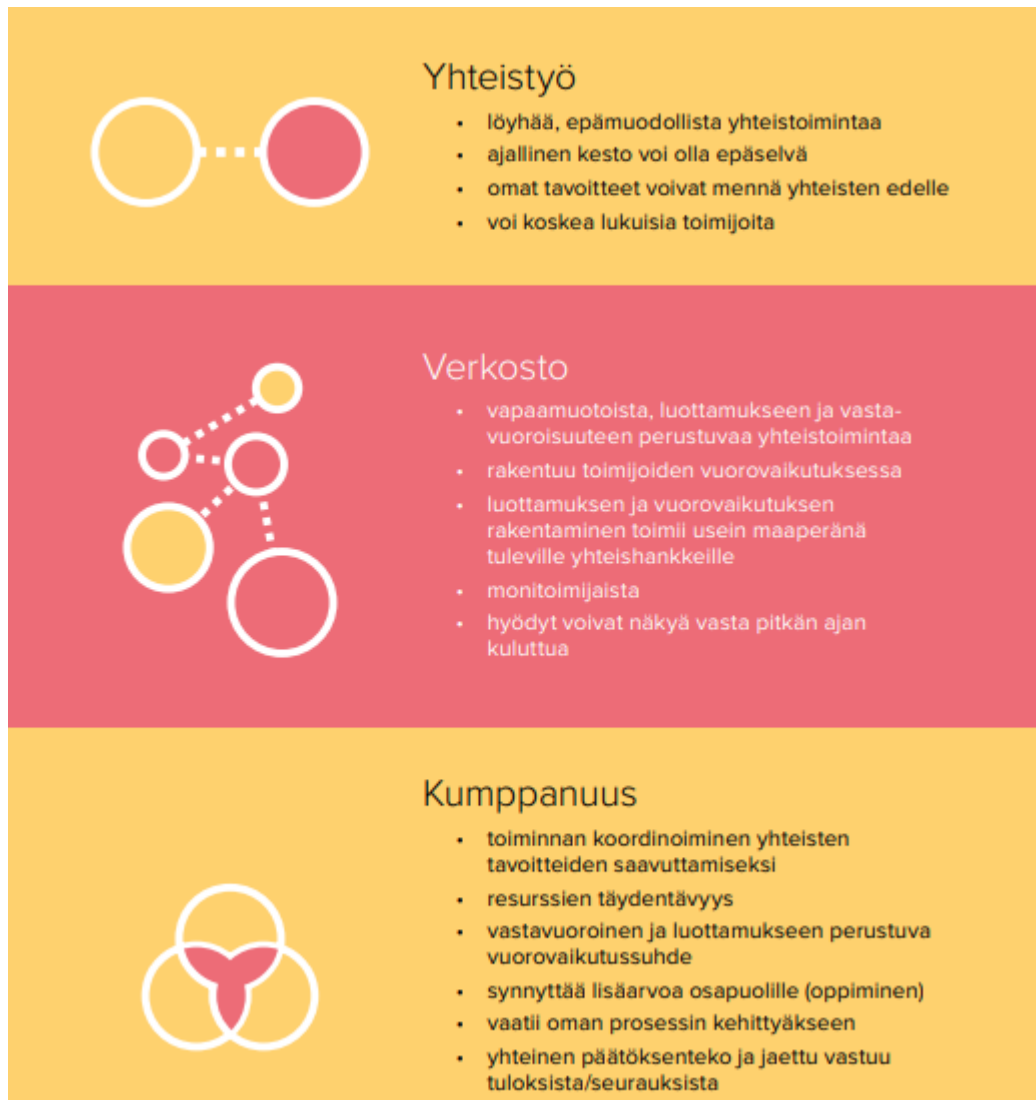 Yhteistyö
• löyhää, epämuodollista yhteistoimintaa
• ajallinen kesto voi olla epäselvä
• omat tavoitteet voivat mennä yhteisten edelle
• voi koskea lukuisia toimijoita
Verkosto
• vapaamuotoista, luottamukseen ja vasta-
vuoroisuuteen perustuvaa yhteistoimintaa
• rakentuu toimijoiden vuorovaikutuksessa
• luottamuksen ja vuorovaikutuksen
rakentaminen toimii usein maaperänä
tuleville yhteishankkeille
• monitoimijaista
• hyödyt voivat näkyä vasta pitkän ajan
kuluttua
Kumppanuus
• toiminnan koordinoiminen yhteisten
tavoitteiden saavuttamiseksi
• resurssien täydentävyys
• vastavuoroinen ja luottamukseen perustuva
vuorovaikutussuhde
• synnyttää lisäarvoa osapuolille (oppiminen)
• vaatii oman prosessin kehittyäkseen
• yhteinen päätöksenteko ja jaettu vastuu
tuloksista/seurauksista